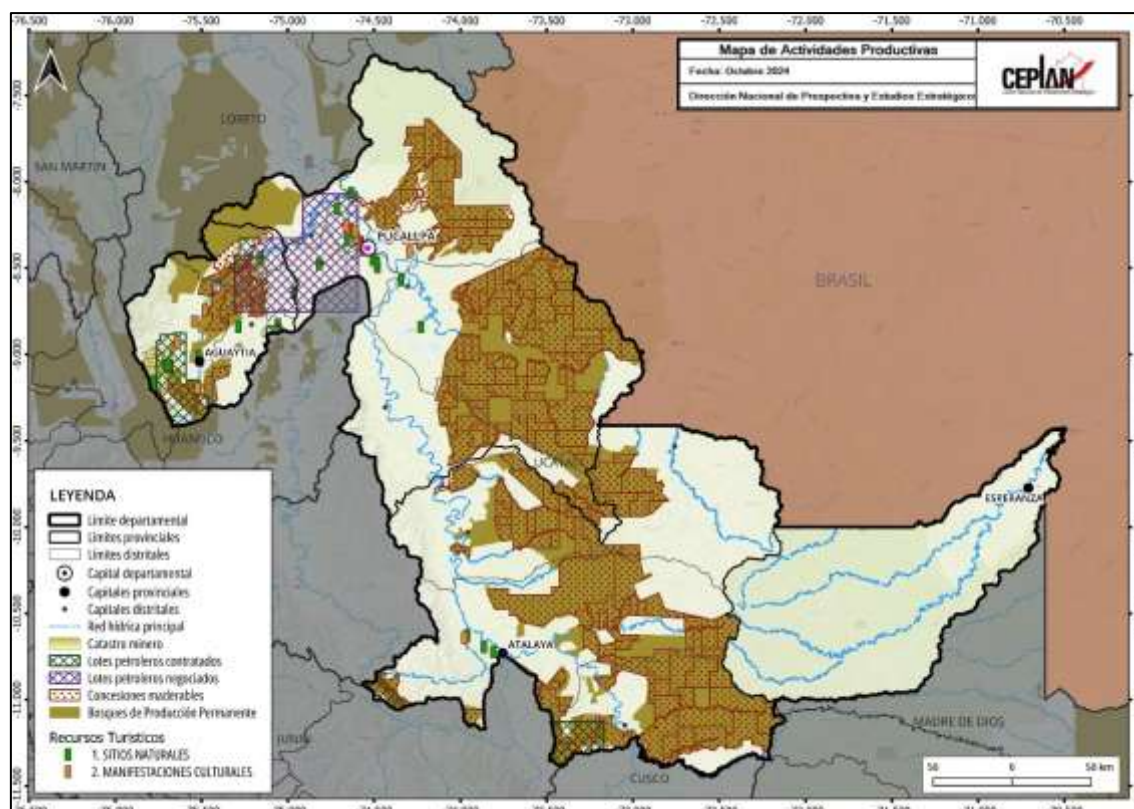 -76.500 -76.000 -75.500 -75.000 -74.500 -74.000 -73.500 -73.000 -72.500 -72.000 -71.500 -71.000 -70.500
Mapa de Actividades Productivas
Fecha: Octubre 2024
Dirección Nacional de Prospectiva y Estudios Estratégicos
CEPLAN
-7.500
-8.000
-8.500
-9.000
-9.500
-10.000
-10.500
-11.000
-11.500
LORETO
SAN MARTIN
PUCALLPA
BRASIL
AGUAYTIA
HUANUCO
ESPERANZA
ATALAYA
MADRE DE DIOS
JUNIN
CUSCO
LEYENDA
Límite departamental
Límites provinciales
Límites distritales
Capital departamental
Capitales provinciales
Capitales distritales
Red hídrica principal
Catastro minero
Lotes petroleros contratados
Lotes petroleros negociados
Concesiones maderables
Bosques de Producción Permanente
Recursos Turísticos
1. SITIOS NATURALES
2. MANIFESTACIONES CULTURALES
50 0 50 km